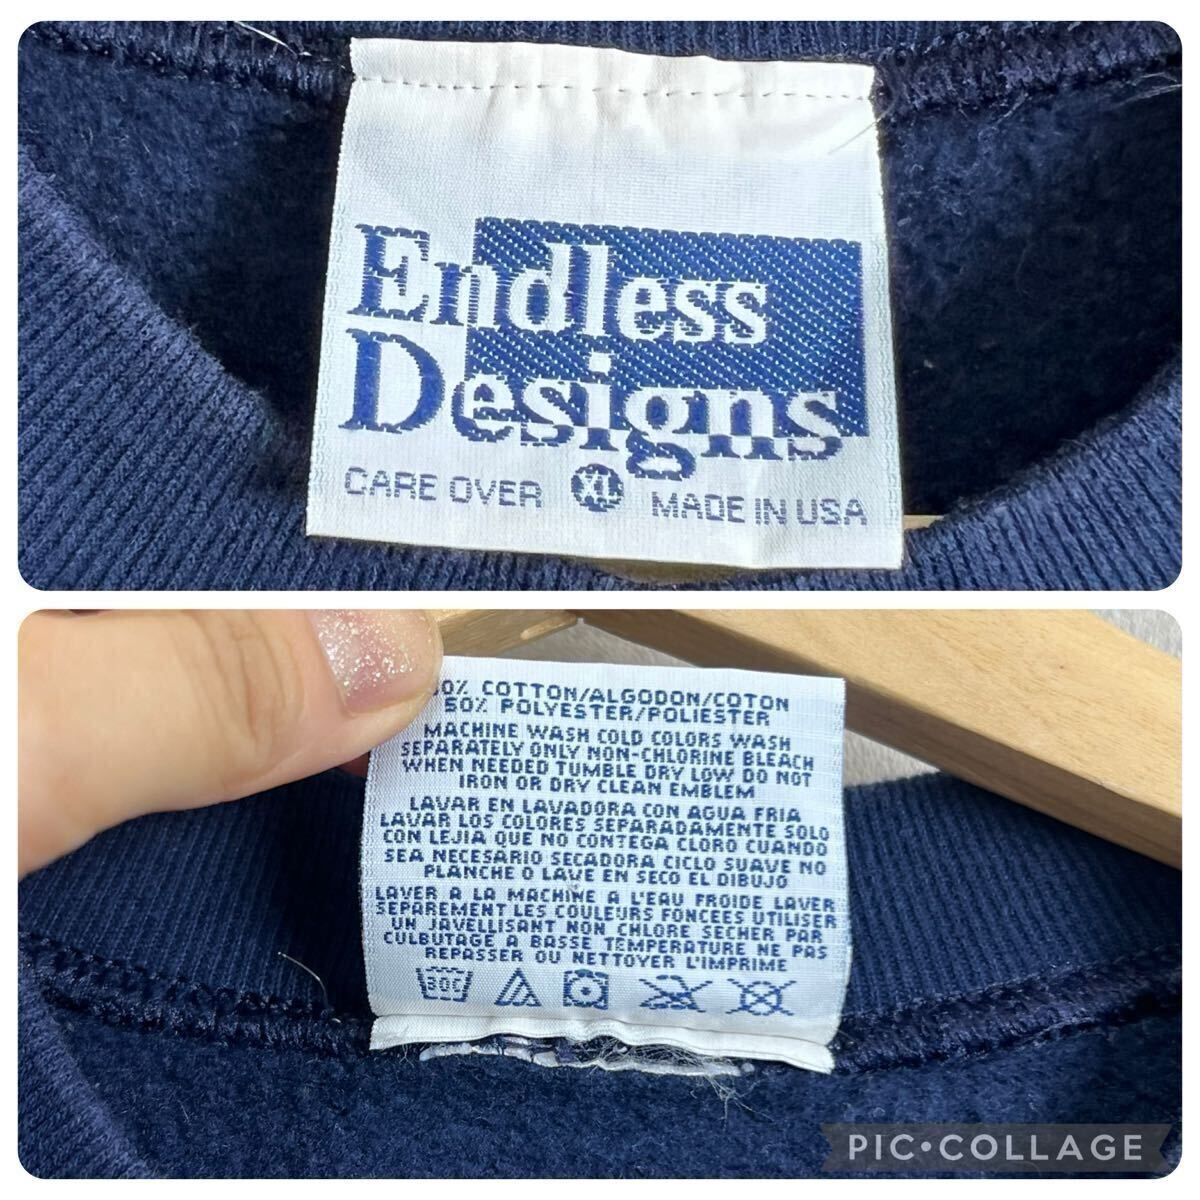 Endless
Designs
CARE OVER XL MADE IN USA
0% COTTON/ALGODON/COTON
50% POLYESTER/POLIESTER
MACHINE WASH COLD COLORS WASH
SEPARATELY ONLY NON-CHLORINE BLEACH
WHEN NEEDED TUMBLE DRY LOW DO NOT
IRON OR DRY CLEAN EMBLEM
LAVAR EN LAVADORA CON AGUA FRIA
LAVAR LOS COLORES SEPARADAMENTE SOLO
CON LEJIA QUE NO CONTEGA CLORO CUANDO
SEA NECESARIO SECADORA CICLO SUAVE NO
PLANCHE O LAVE EN SECO EL DIBUJO
LAVER A LA MACHINE A L'EAU FROIDE LAVER
SEPAREMENT LES COULEURS FONCEES UTILISER
UN JAVELLISANT NON CHLORE SECHER PAR
CULBUTAGE A BASSE TEMPERATURE NE PAS
REPASSER OU NETTOYER L'IMPRIME
30C
PIC•COLLAGE